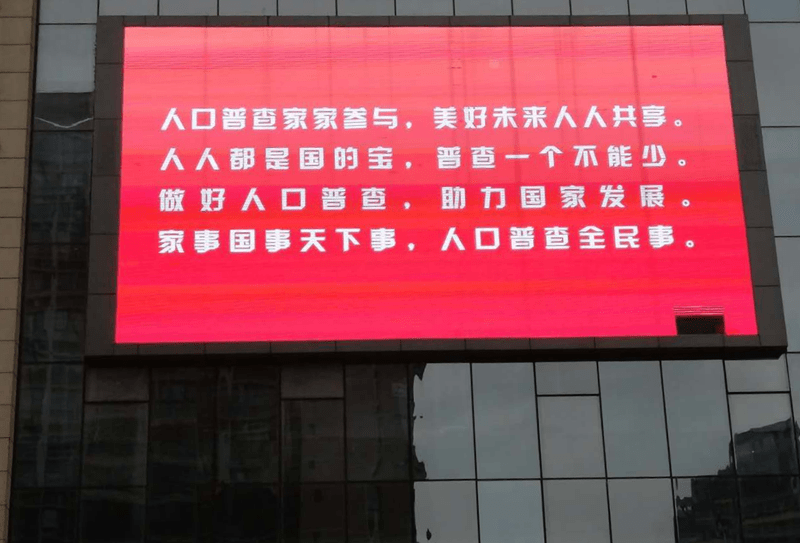 人口普查家家参与，美好未来人人共享。
人人都是国的宝，普查一个不能少。
做好人口普查，助力国家发展。
家事国事天下事，人口普查全民事。